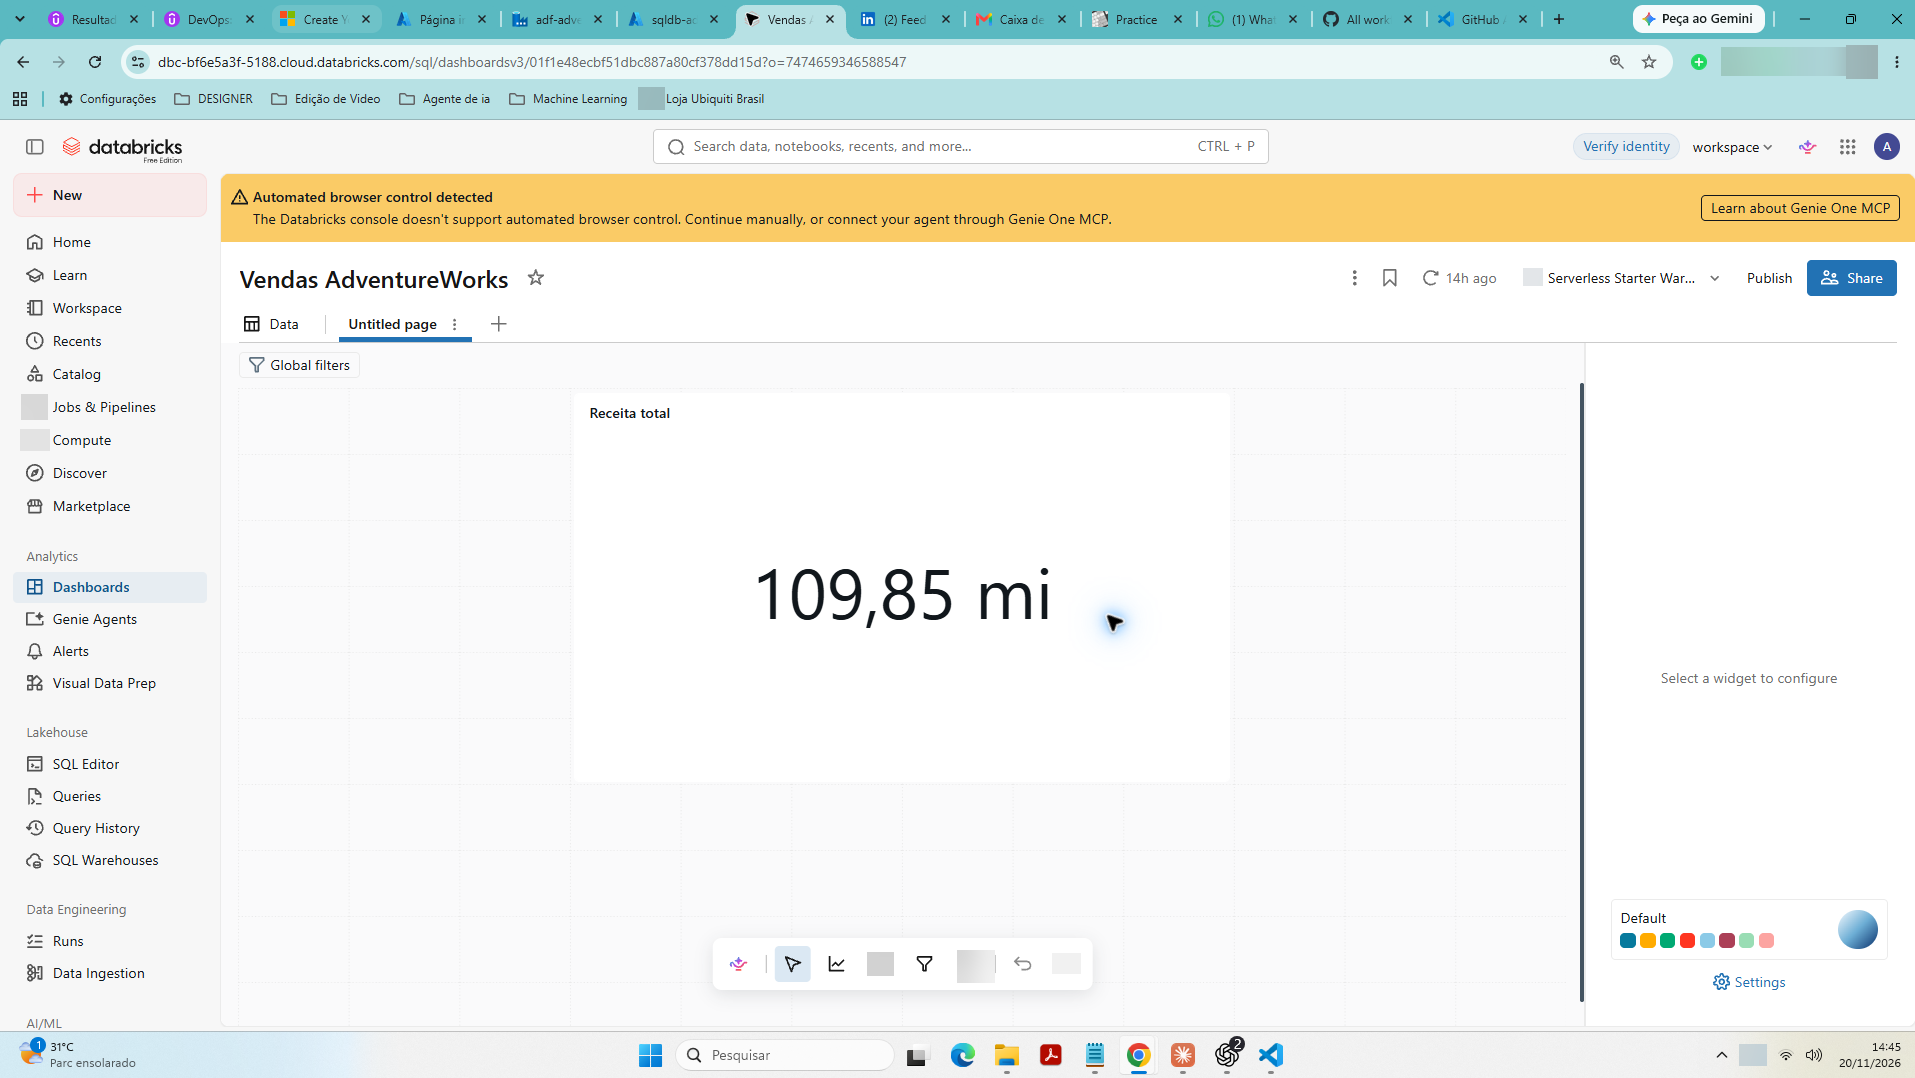 Resultad
DevOps:
Create Y
Página in
adf-adve
sqldb-ad
Vendas A
(2) Feed
Caixa de
Practice
(1) What
All work
GitHub A
Peça ao Gemini
dbc-bf6e5a3f-5188.cloud.databricks.com/sql/dashboardsv3/01f1e48ecbf51dbc887a80cf378dd15d?o=7474659346588547
Configurações
DESIGNER
Edição de Video
Agente de ia
Machine Learning
Loja Ubiquiti Brasil
databricks
Free Edition
Search data, notebooks, recents, and more...
CTRL + P
Verify identity
workspace
A
New
Automated browser control detected
The Databricks console doesn't support automated browser control. Continue manually, or connect your agent through Genie One MCP.
Learn about Genie One MCP
Home
Learn
Workspace
Recents
Catalog
Jobs & Pipelines
Compute
Discover
Marketplace
Analytics
Dashboards
Genie Agents
Alerts
Visual Data Prep
Lakehouse
SQL Editor
Queries
Query History
SQL Warehouses
Data Engineering
Runs
Data Ingestion
AI/ML
Vendas AdventureWorks
14h ago
Serverless Starter War...
Publish
Share
Data
Untitled page
Global filters
Receita total
109,85 mi
Select a widget to configure
Default
Settings
1
31°C
Parc ensolarado
Pesquisar
2
14:45
20/11/2026